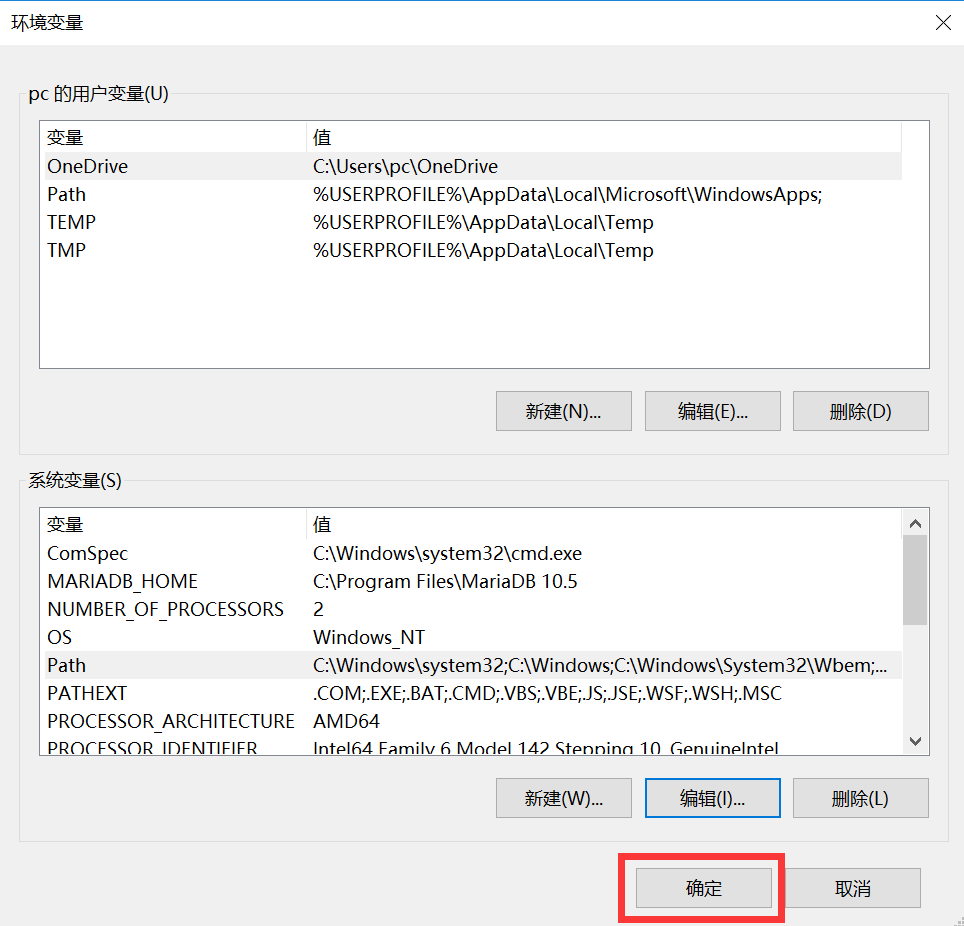 环境变量
pc 的用户变量(U)
变量 值
OneDrive C:\Users\pc\OneDrive
Path %USERPROFILE%\AppData\Local\Microsoft\WindowsApps;
TEMP %USERPROFILE%\AppData\Local\Temp
TMP %USERPROFILE%\AppData\Local\Temp
新建(N)... 编辑(E)... 删除(D)
系统变量(S)
变量 值
ComSpec C:\Windows\system32\cmd.exe
MARIADB_HOME C:\Program Files\MariaDB 10.5
NUMBER_OF_PROCESSORS 2
OS Windows_NT
Path C:\Windows\system32;C:\Windows;C:\Windows\System32\Wbem;...
PATHEXT .COM;.EXE;.BAT;.CMD;.VBS;.VBE;.JS;.JSE;.WSF;.WSH;.MSC
PROCESSOR_ARCHITECTURE AMD64
PROCESSOR_IDENTIFIER Intel64 Family 6 Model 142 Stepping 10, GenuineIntel
新建(W)... 编辑(I)... 删除(L)
确定 取消